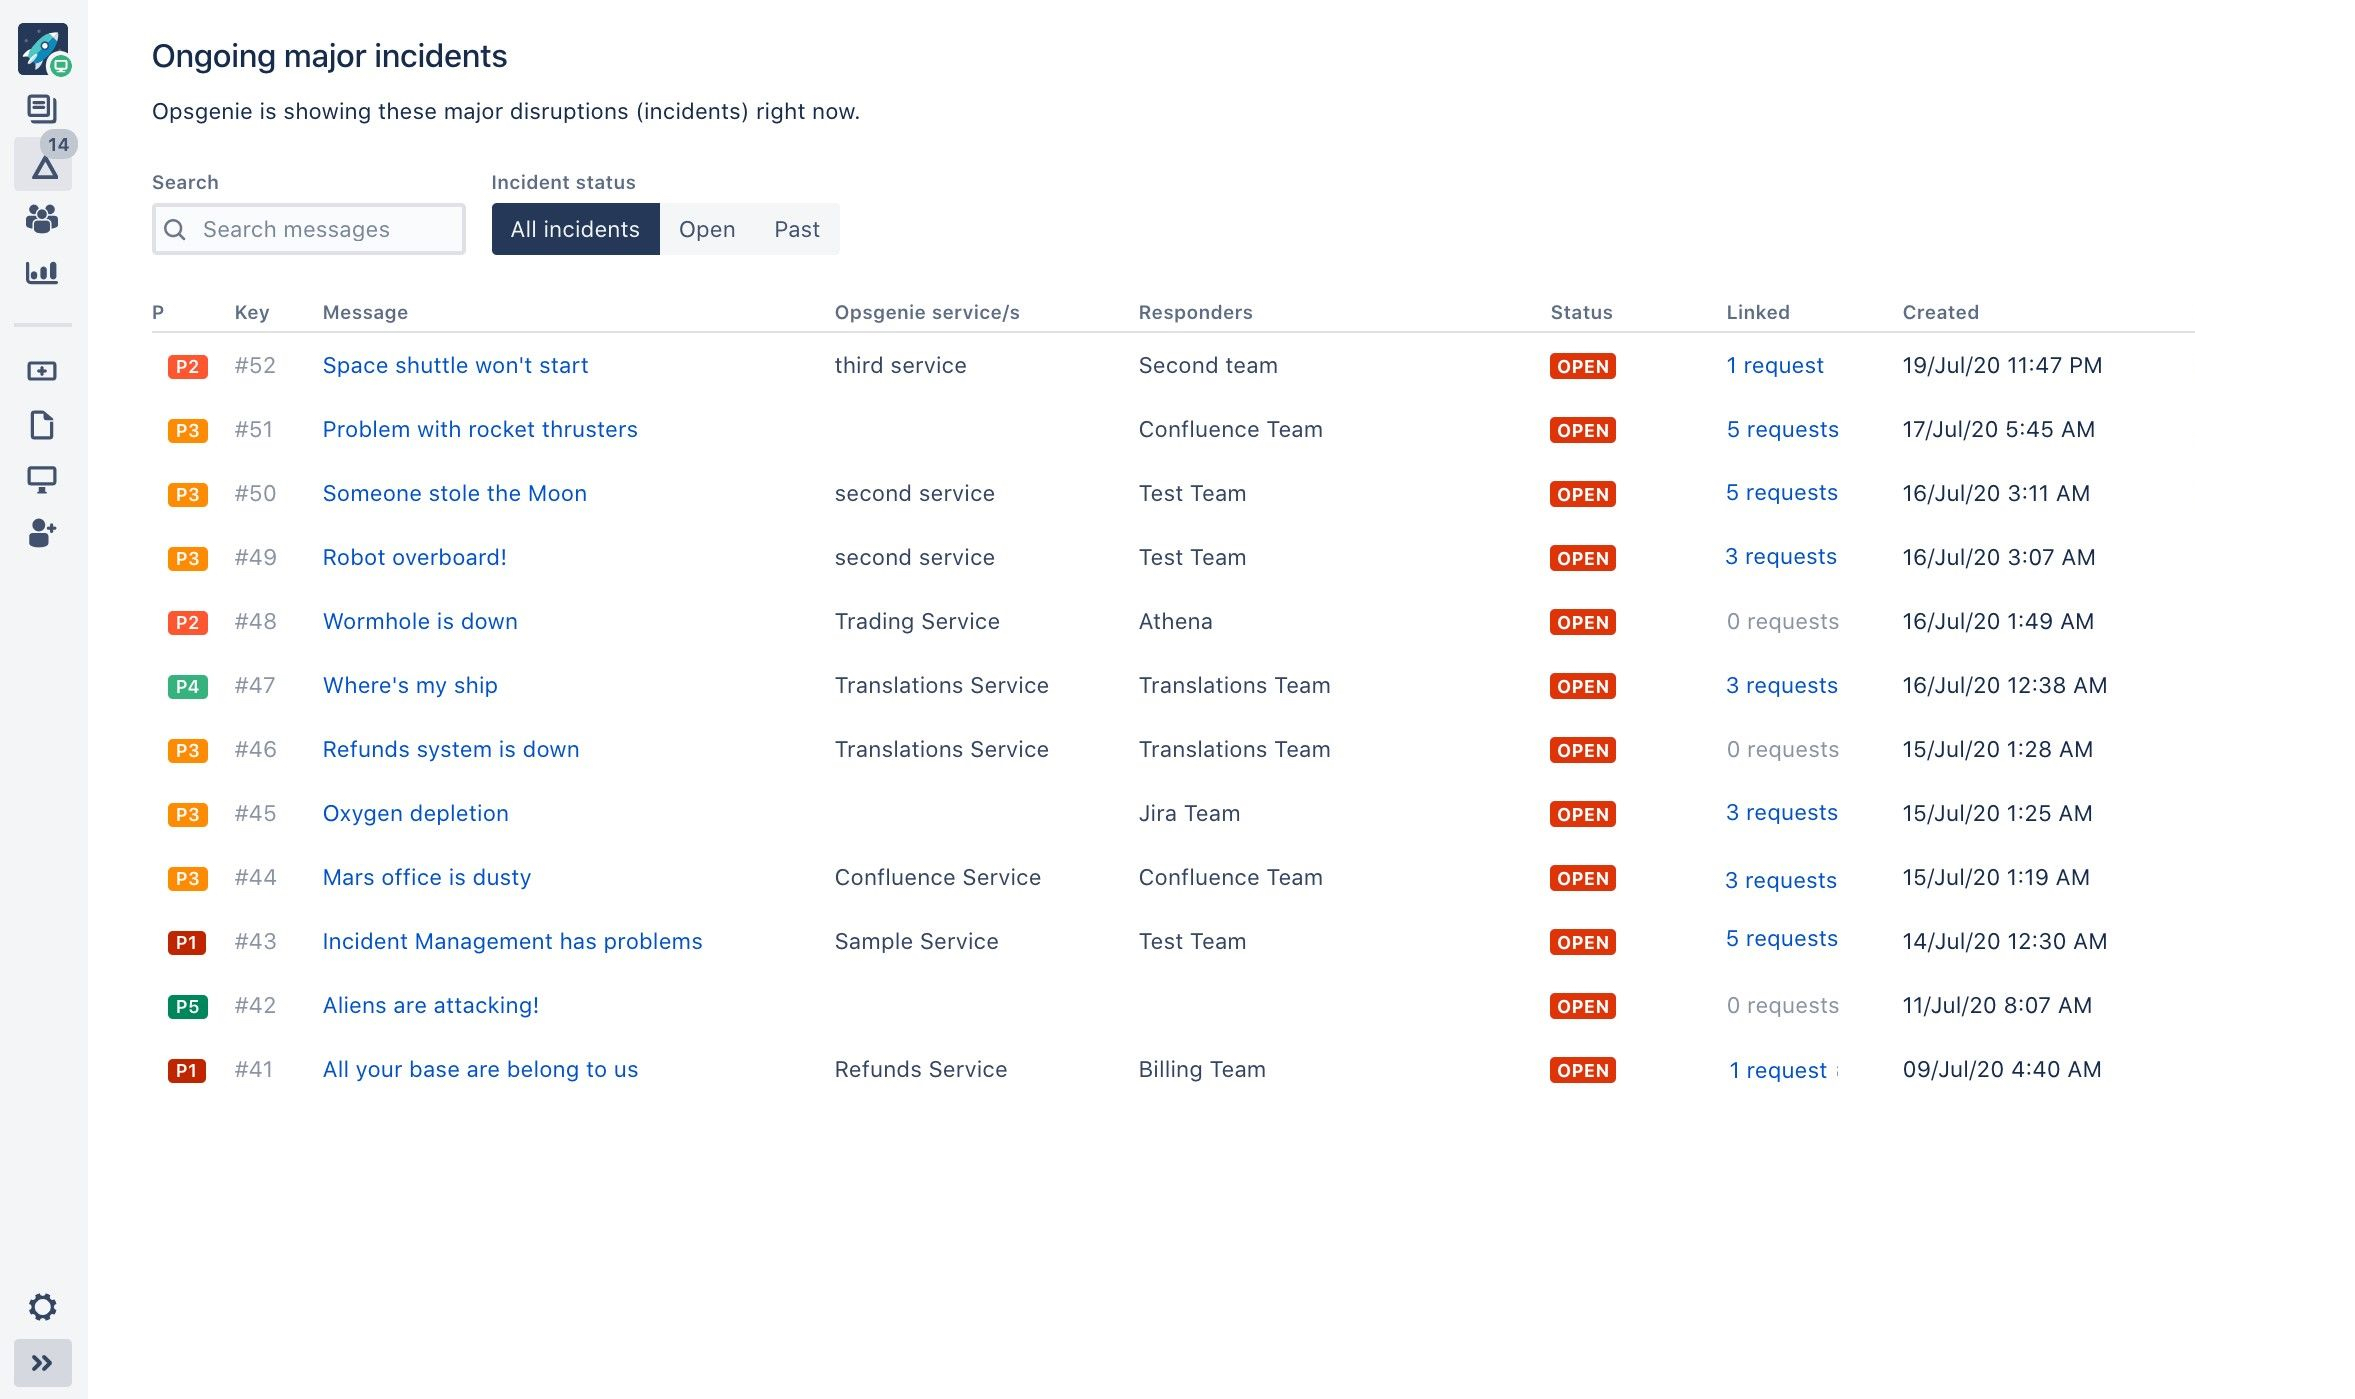 Ongoing major incidents
Opsgenie is showing these major disruptions (incidents) right now.
14
Search Incident status
Search messages All incidents Open Past
P Key Message Opsgenie service/s Responders Status Linked Created
P2 #52 Space shuttle won't start third service Second team OPEN 1 request 19/Jul/20 11:47 PM
P3 #51 Problem with rocket thrusters Confluence Team OPEN 5 requests 17/Jul/20 5:45 AM
P3 #50 Someone stole the Moon second service Test Team OPEN 5 requests 16/Jul/20 3:11 AM
P3 #49 Robot overboard! second service Test Team OPEN 3 requests 16/Jul/20 3:07 AM
P2 #48 Wormhole is down Trading Service Athena OPEN 0 requests 16/Jul/20 1:49 AM
P4 #47 Where's my ship Translations Service Translations Team OPEN 3 requests 16/Jul/20 12:38 AM
P3 #46 Refunds system is down Translations Service Translations Team OPEN 0 requests 15/Jul/20 1:28 AM
P3 #45 Oxygen depletion Jira Team OPEN 3 requests 15/Jul/20 1:25 AM
P3 #44 Mars office is dusty Confluence Service Confluence Team OPEN 3 requests 15/Jul/20 1:19 AM
P1 #43 Incident Management has problems Sample Service Test Team OPEN 5 requests 14/Jul/20 12:30 AM
P5 #42 Aliens are attacking! OPEN 0 requests 11/Jul/20 8:07 AM
P1 #41 All your base are belong to us Refunds Service Billing Team OPEN 1 request 09/Jul/20 4:40 AM